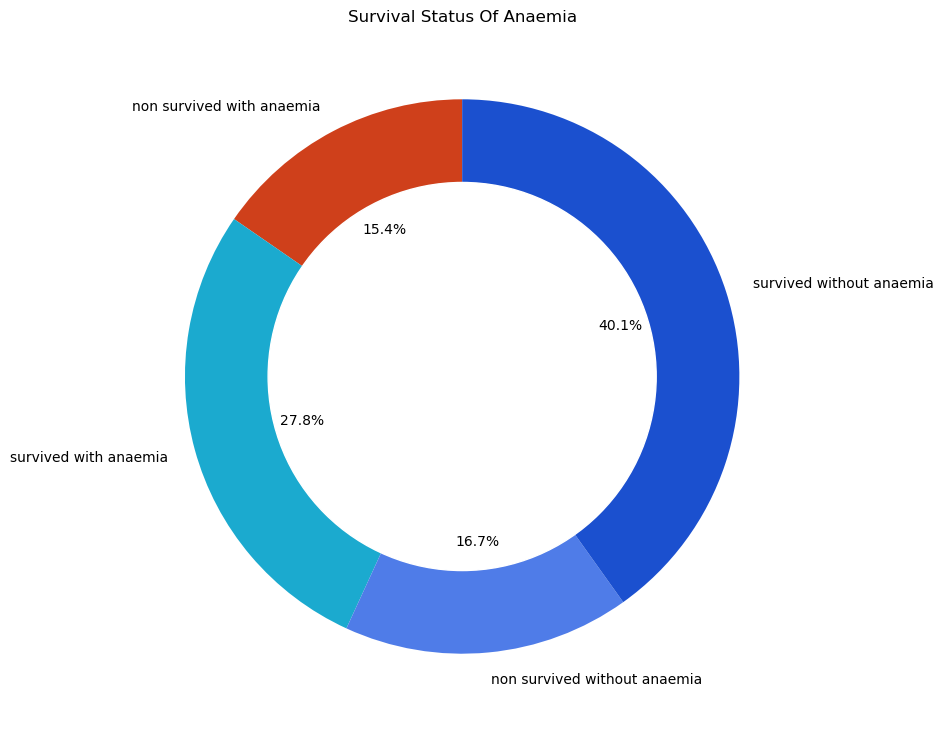 Survival Status Of Anaemia
non survived with anaemia
15.4%
survived without anaemia
40.1%
27.8%
survived with anaemia
16.7%
non survived without anaemia